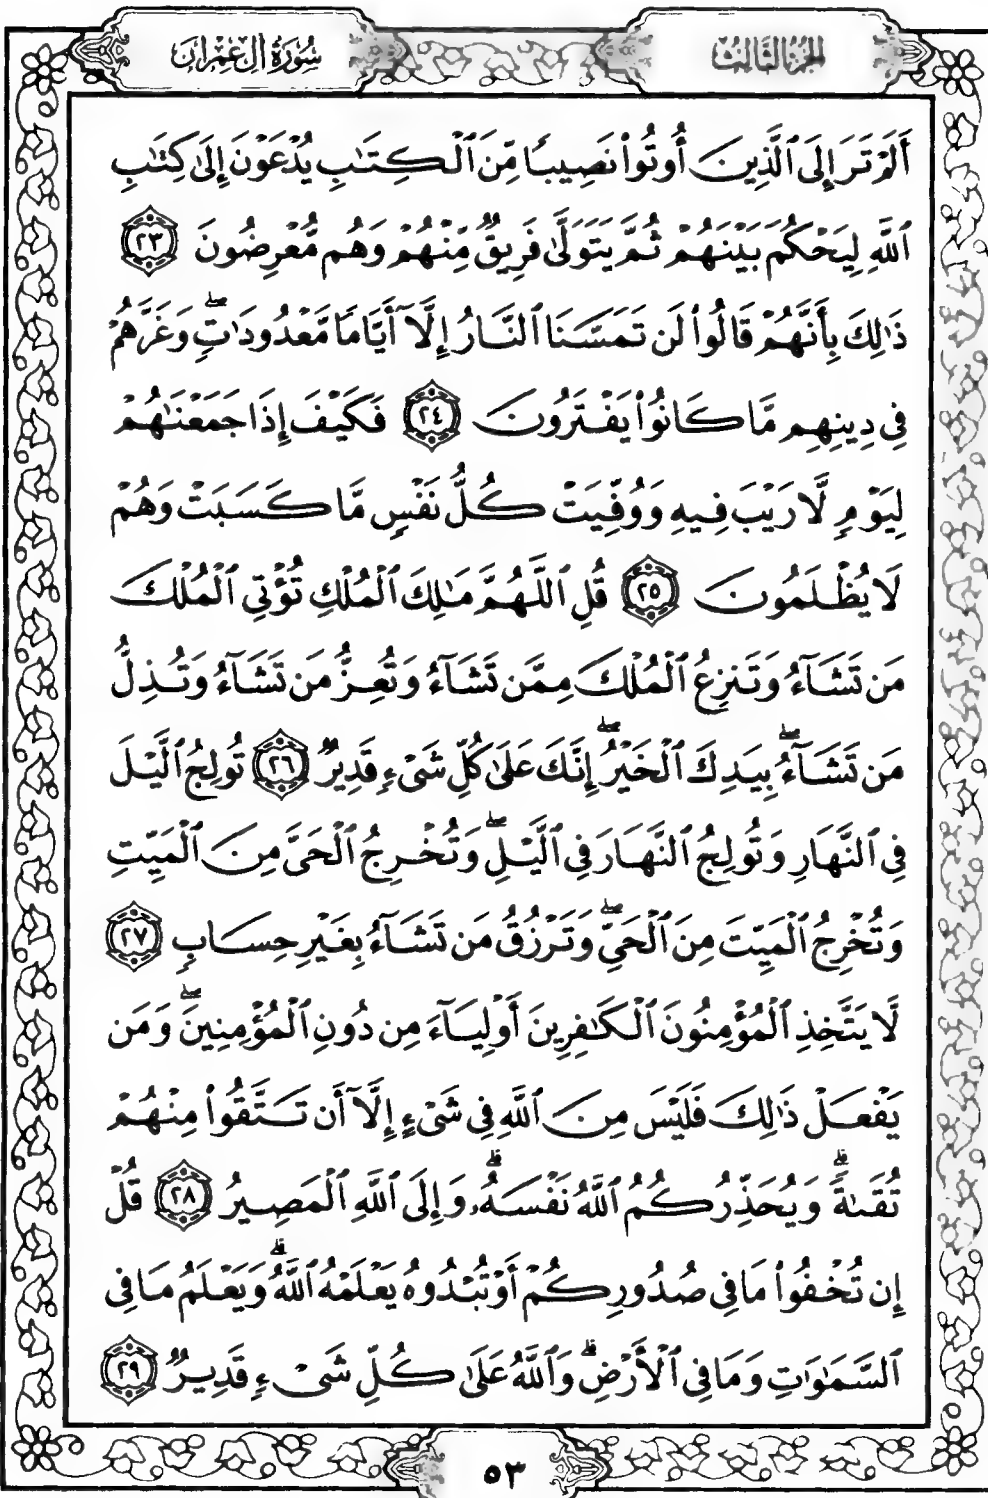 الجزء الثالث
سورة آل عمران
أَلَمْ تَرَ إِلَى ٱلَّذِينَ أُوتُوا۟ نَصِيبًا مِّنَ ٱلْكِتَـٰبِ يُدْعَوْنَ إِلَىٰ كِتَـٰبِ
ٱللَّهِ لِيَحْكُمَ بَيْنَهُمْ ثُمَّ يَتَوَلَّىٰ فَرِيقٌ مِّنْهُمْ وَهُم مُّعْرِضُونَ ٢٣
ذَٰلِكَ بِأَنَّهُمْ قَالُوا۟ لَن تَمَسَّنَا ٱلنَّارُ إِلَّآ أَيَّامًا مَّعْدُودَٰتٍ ۖ وَغَرَّهُمْ
فِى دِينِهِم مَّا كَانُوا۟ يَفْتَرُونَ ٢٤ فَكَيْفَ إِذَا جَمَعْنَـٰهُمْ
لِيَوْمٍ لَّا رَيْبَ فِيهِ وَوُفِّيَتْ كُلُّ نَفْسٍ مَّا كَسَبَتْ وَهُمْ
لَا يُظْلَمُونَ ٢٥ قُلِ ٱللَّهُمَّ مَـٰلِكَ ٱلْمُلْكِ تُؤْتِى ٱلْمُلْكَ
مَن تَشَآءُ وَتَنزِعُ ٱلْمُلْكَ مِمَّن تَشَآءُ وَتُعِزُّ مَن تَشَآءُ وَتُذِلُّ
مَن تَشَآءُ ۖ بِيَدِكَ ٱلْخَيْرُ ۖ إِنَّكَ عَلَىٰ كُلِّ شَىْءٍ قَدِيرٌ ٢٦ تُولِجُ ٱلَّيْلَ
فِى ٱلنَّهَارِ وَتُولِجُ ٱلنَّهَارَ فِى ٱلَّيْلِ ۖ وَتُخْرِجُ ٱلْحَىَّ مِنَ ٱلْمَيِّتِ
وَتُخْرِجُ ٱلْمَيِّتَ مِنَ ٱلْحَىِّ ۖ وَتَرْزُقُ مَن تَشَآءُ بِغَيْرِ حِسَابٍ ٢٧
لَّا يَتَّخِذِ ٱلْمُؤْمِنُونَ ٱلْكَـٰفِرِينَ أَوْلِيَآءَ مِن دُونِ ٱلْمُؤْمِنِينَ ۖ وَمَن
يَفْعَلْ ذَٰلِكَ فَلَيْسَ مِنَ ٱللَّهِ فِى شَىْءٍ إِلَّآ أَن تَتَّقُوا۟ مِنْهُمْ
تُقَىٰةً ۗ وَيُحَذِّرُكُمُ ٱللَّهُ نَفْسَهُۥ ۗ وَإِلَى ٱللَّهِ ٱلْمَصِيرُ ٢٨ قُلْ
إِن تُخْفُوا۟ مَا فِى صُدُورِكُمْ أَوْ تُبْدُوهُ يَعْلَمْهُ ٱللَّهُ ۗ وَيَعْلَمُ مَا فِى
ٱلسَّمَـٰوَٰتِ وَمَا فِى ٱلْأَرْضِ ۗ وَٱللَّهُ عَلَىٰ كُلِّ شَىْءٍ قَدِيرٌ ٢٩
٥٣